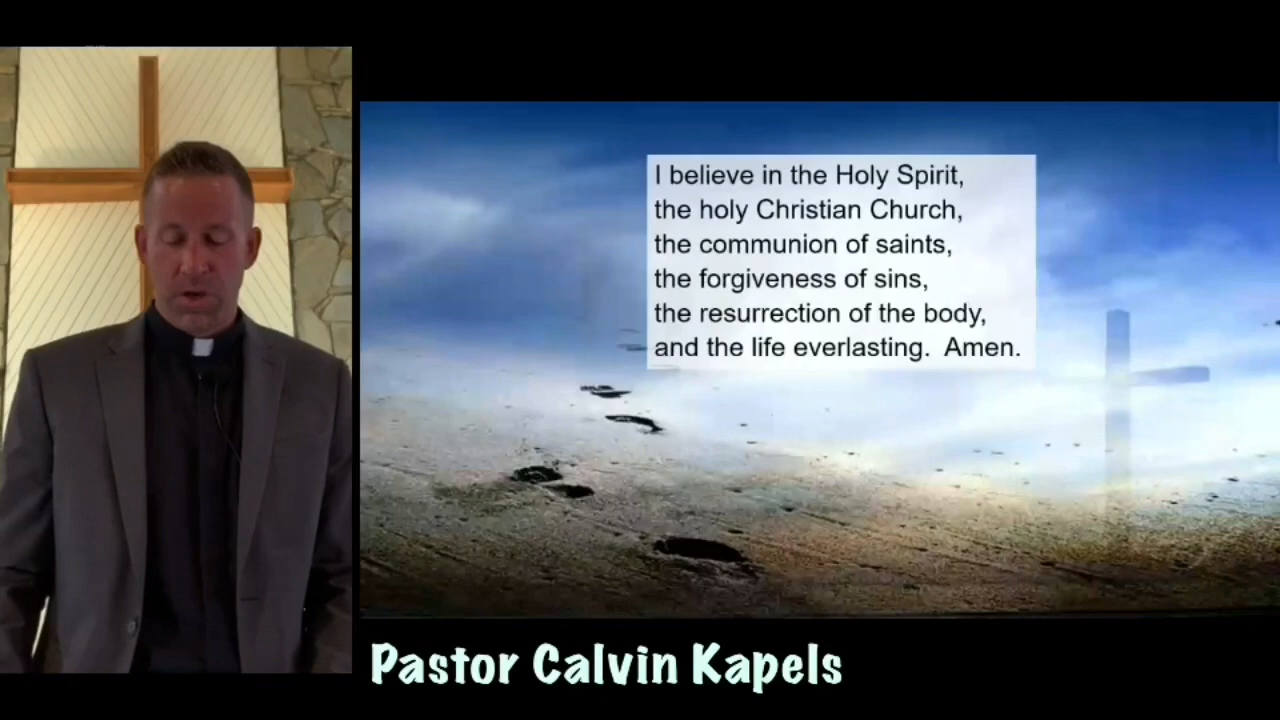 I believe in the Holy Spirit,
the holy Christian Church,
the communion of saints,
the forgiveness of sins,
the resurrection of the body,
and the life everlasting.  Amen.
Pastor Calvin Kapels